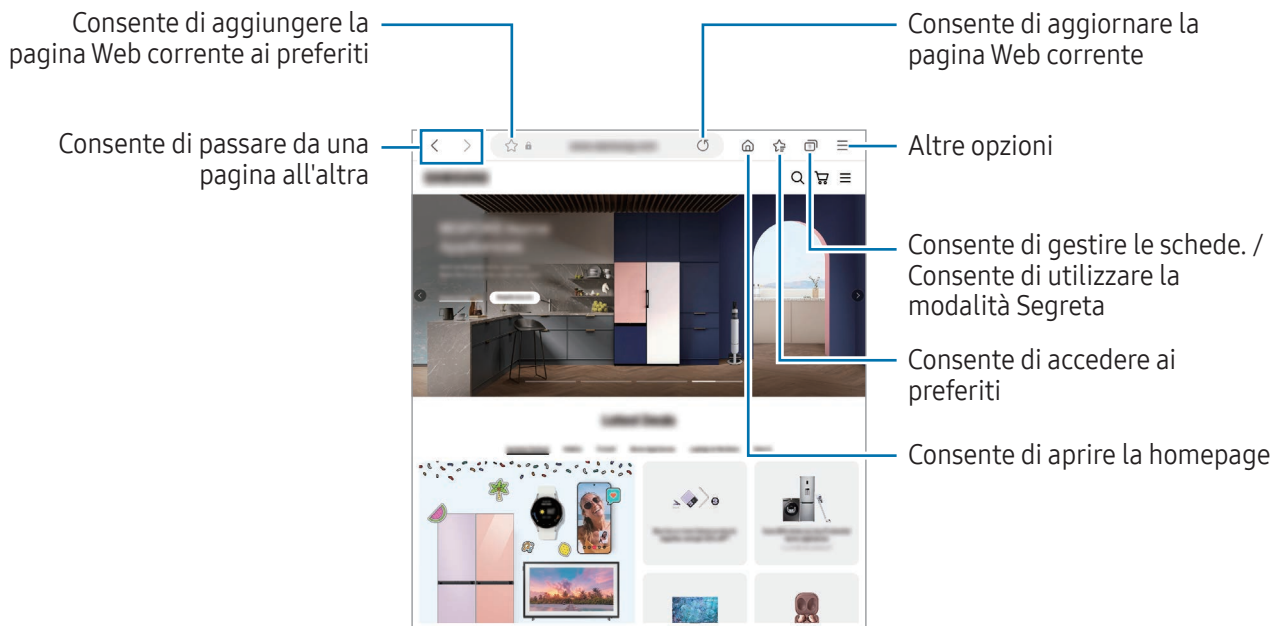 Consente di aggiungere la
pagina Web corrente ai preferiti
Consente di aggiornare la
pagina Web corrente
Consente di passare da una
pagina all'altra
Altre opzioni
Consente di gestire le schede. /
Consente di utilizzare la
modalità Segreta
Consente di accedere ai
preferiti
Consente di aprire la homepage